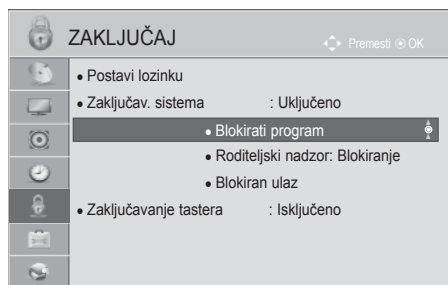 ZAKLJUČAJ
Premesti OK
• Postavi lozinku
• Zaključav. sistema : Uključeno
• Blokirati program
• Roditeljski nadzor: Blokiranje
• Blokiran ulaz
• Zaključavanje tastera : Isključeno